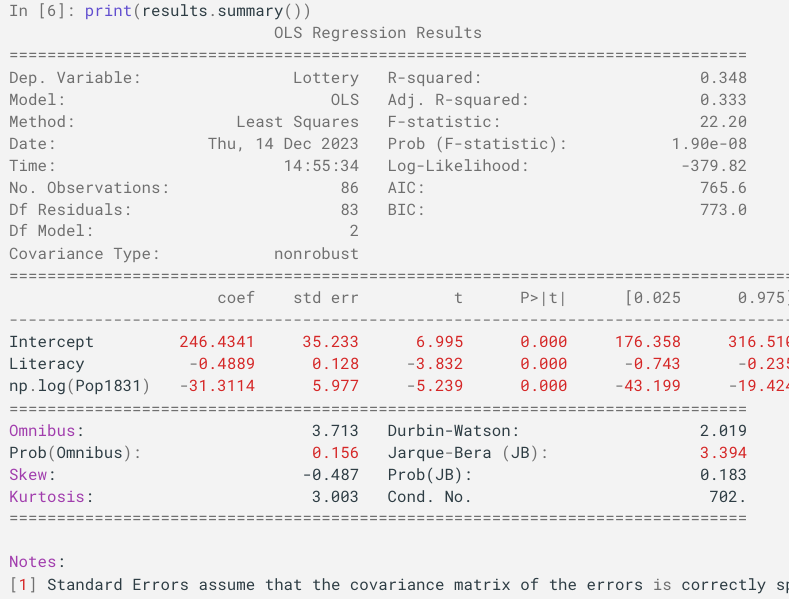 In [6]: print(results.summary())
OLS Regression Results
==============================================================================
Dep. Variable: Lottery R-squared: 0.348
Model: OLS Adj. R-squared: 0.333
Method: Least Squares F-statistic: 22.20
Date: Thu, 14 Dec 2023 Prob (F-statistic): 1.90e-08
Time: 14:55:34 Log-Likelihood: -379.82
No. Observations: 86 AIC: 765.6
Df Residuals: 83 BIC: 773.0
Df Model: 2
Covariance Type: nonrobust
===================================================================================
coef std err t P>|t| [0.025 0.975]
-----------------------------------------------------------------------------------
Intercept 246.4341 35.233 6.995 0.000 176.358 316.510
Literacy -0.4889 0.128 -3.832 0.000 -0.743 -0.235
np.log(Pop1831) -31.3114 5.977 -5.239 0.000 -43.199 -19.424
==============================================================================
Omnibus: 3.713 Durbin-Watson: 2.019
Prob(Omnibus): 0.156 Jarque-Bera (JB): 3.394
Skew: -0.487 Prob(JB): 0.183
Kurtosis: 3.003 Cond. No. 702.
==============================================================================
Notes:
[1] Standard Errors assume that the covariance matrix of the errors is correctly